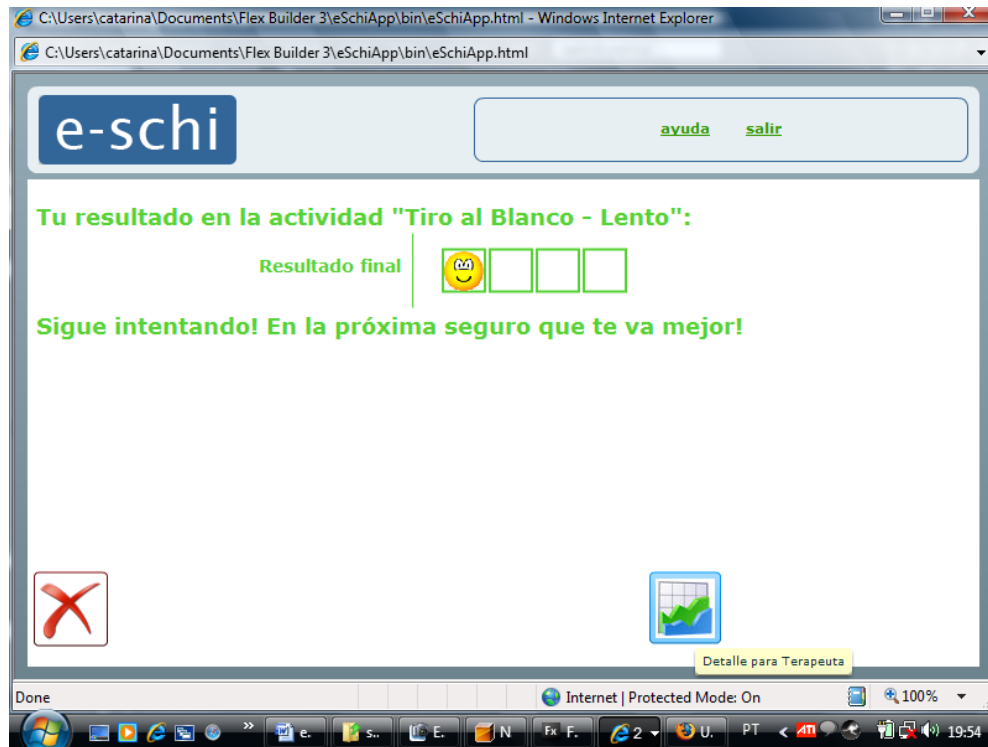 C:\Users\catarina\Documents\Flex Builder 3\eSchiApp\bin\eSchiApp.html - Windows Internet Explorer
C:\Users\catarina\Documents\Flex Builder 3\eSchiApp\bin\eSchiApp.html
e-schi
ayuda salir
Tu resultado en la actividad "Tiro al Blanco - Lento":
Resultado final
Sigue intentando! En la próxima seguro que te va mejor!
Detalle para Terapeuta
Done Internet | Protected Mode: On 100%
» e. s.. E. N Fx F. 2 U. PT < ATI 19:54